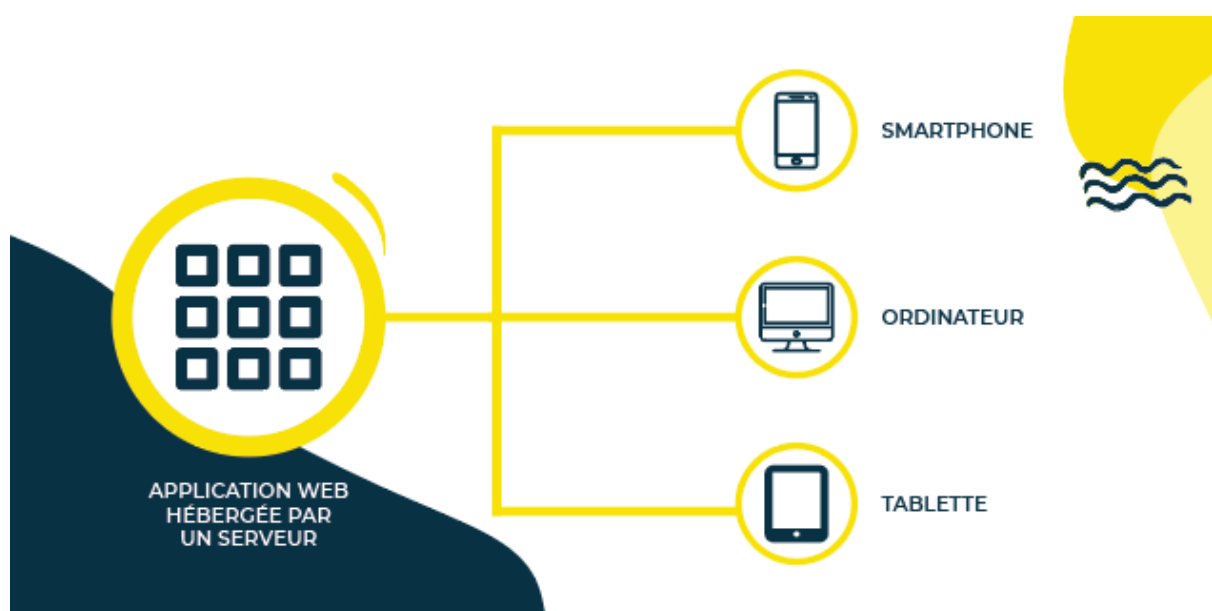 SMARTPHONE
ORDINATEUR
APPLICATION WEB
HÉBERGÉE PAR
UN SERVEUR
TABLETTE